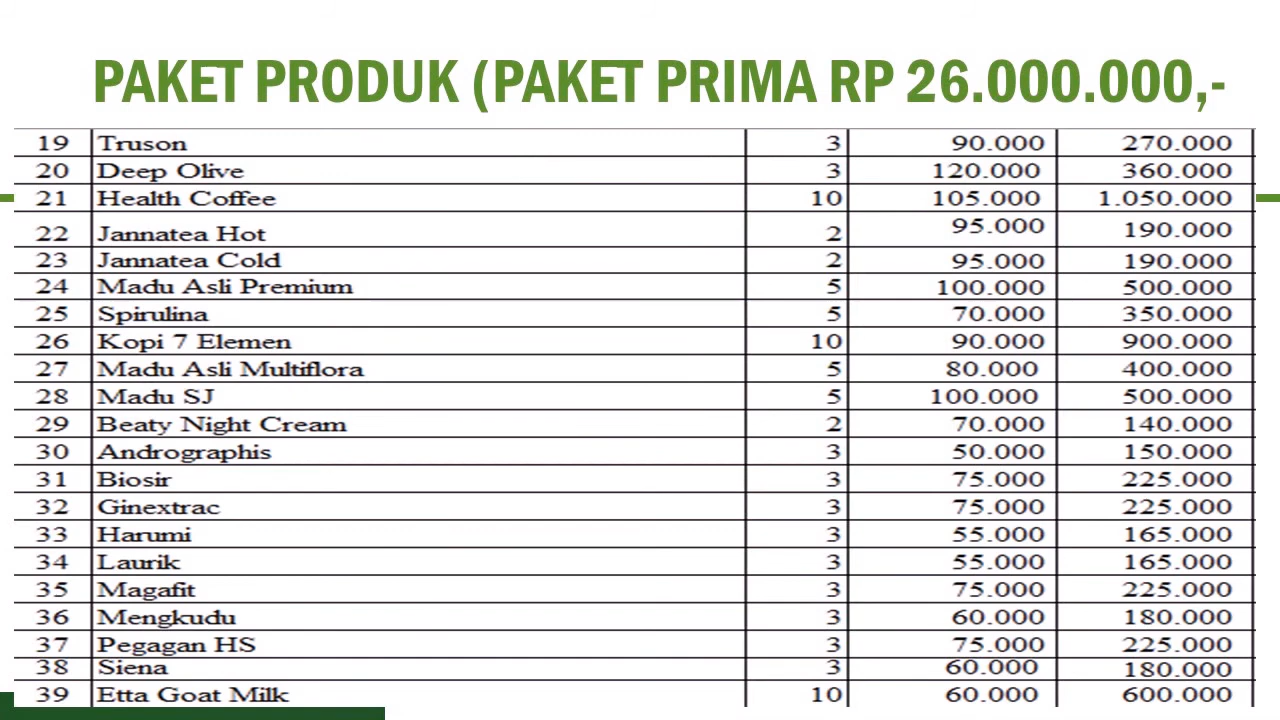 PAKET PRODUK (PAKET PRIMA RP 26.000.000,-
19 Truson 3 90.000 270.000
20 Deep Olive 3 120.000 360.000
21 Health Coffee 10 105.000 1.050.000
22 Jannatea Hot 2 95.000 190.000
23 Jannatea Cold 2 95.000 190.000
24 Madu Asli Premium 5 100.000 500.000
25 Spirulina 5 70.000 350.000
26 Kopi 7 Elemen 10 90.000 900.000
27 Madu Asli Multiflora 5 80.000 400.000
28 Madu SJ 5 100.000 500.000
29 Beaty Night Cream 2 70.000 140.000
30 Andrographis 3 50.000 150.000
31 Biosir 3 75.000 225.000
32 Ginextrac 3 75.000 225.000
33 Harumi 3 55.000 165.000
34 Laurik 3 55.000 165.000
35 Magafit 3 75.000 225.000
36 Mengkudu 3 60.000 180.000
37 Pegagan HS 3 75.000 225.000
38 Siena 3 60.000 180.000
39 Etta Goat Milk 10 60.000 600.000